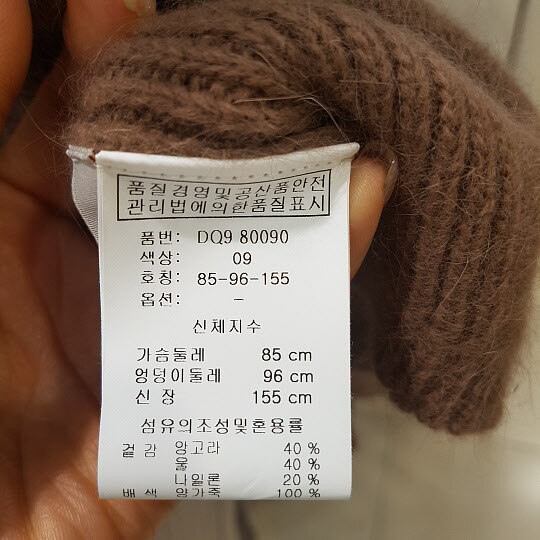 품질경영및공산품안전
관리법에의한품질표시
품번: DQ9 80090
색상: 09
호칭: 85-96-155
옵션: -
신체지수
가슴둘레 85 cm
엉덩이둘레 96 cm
신 장 155 cm
섬유의조성및혼용률
겉 감 앙고라 40 %
울 40 %
나일론 20 %
배 색 양가죽 100 %